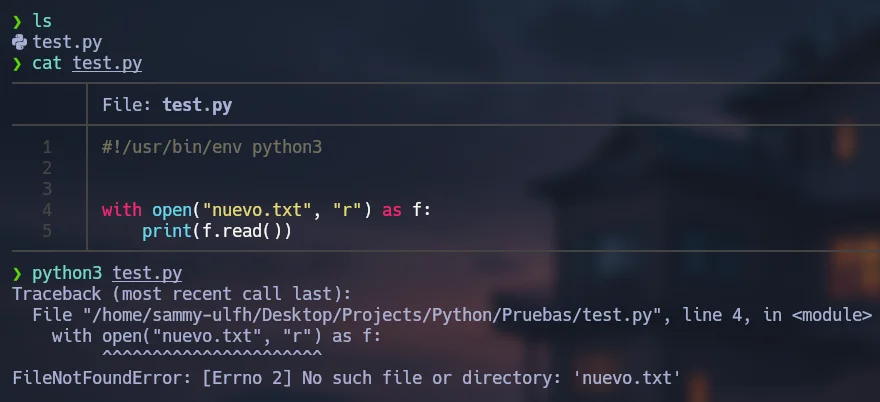 ❯ ls
test.py
❯ cat test.py
File: test.py
1 #!/usr/bin/env python3
2
3
4 with open("nuevo.txt", "r") as f:
5     print(f.read())
❯ python3 test.py
Traceback (most recent call last):
  File "/home/sammy-ulfh/Desktop/Projects/Python/Pruebas/test.py", line 4, in <module>
    with open("nuevo.txt", "r") as f:
         ^^^^^^^^^^^^^^^^^^^^^^
FileNotFoundError: [Errno 2] No such file or directory: 'nuevo.txt'